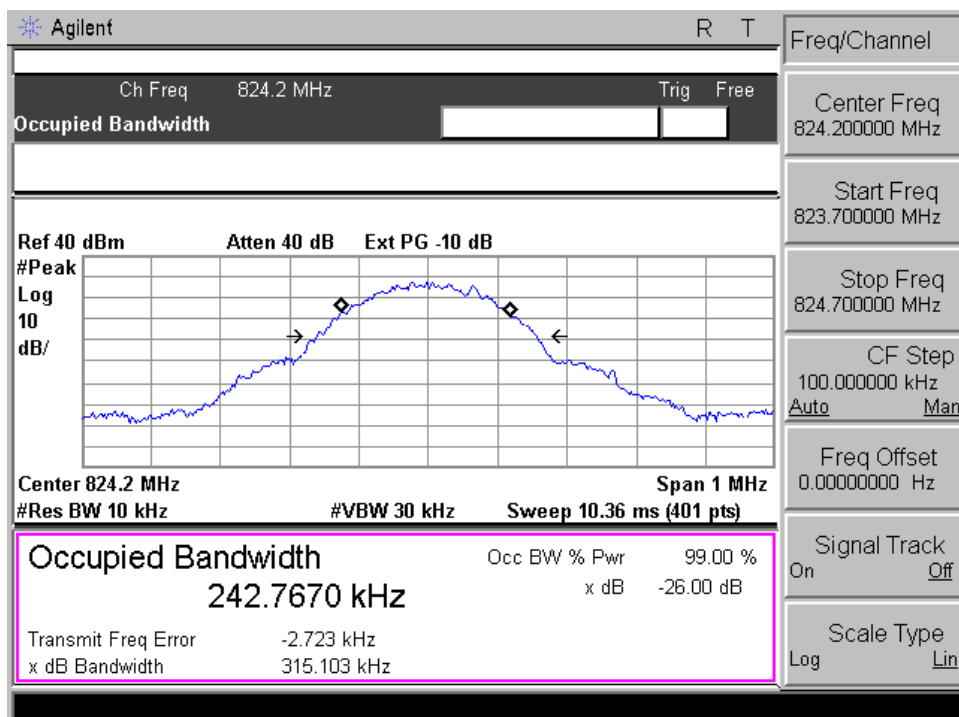 Agilent R T
Ch Freq 824.2 MHz Trig Free
Occupied Bandwidth
Ref 40 dBm Atten 40 dB Ext PG -10 dB
#Peak
Log
10
dB/
Center 824.2 MHz Span 1 MHz
#Res BW 10 kHz #VBW 30 kHz Sweep 10.36 ms (401 pts)
Occupied Bandwidth Occ BW % Pwr 99.00 %
242.7670 kHz x dB -26.00 dB
Transmit Freq Error -2.723 kHz
x dB Bandwidth 315.103 kHz
Freq/Channel
Center Freq
824.200000 MHz
Start Freq
823.700000 MHz
Stop Freq
824.700000 MHz
CF Step
100.000000 kHz
Auto Man
Freq Offset
0.00000000 Hz
Signal Track
On Off
Scale Type
Log Lin